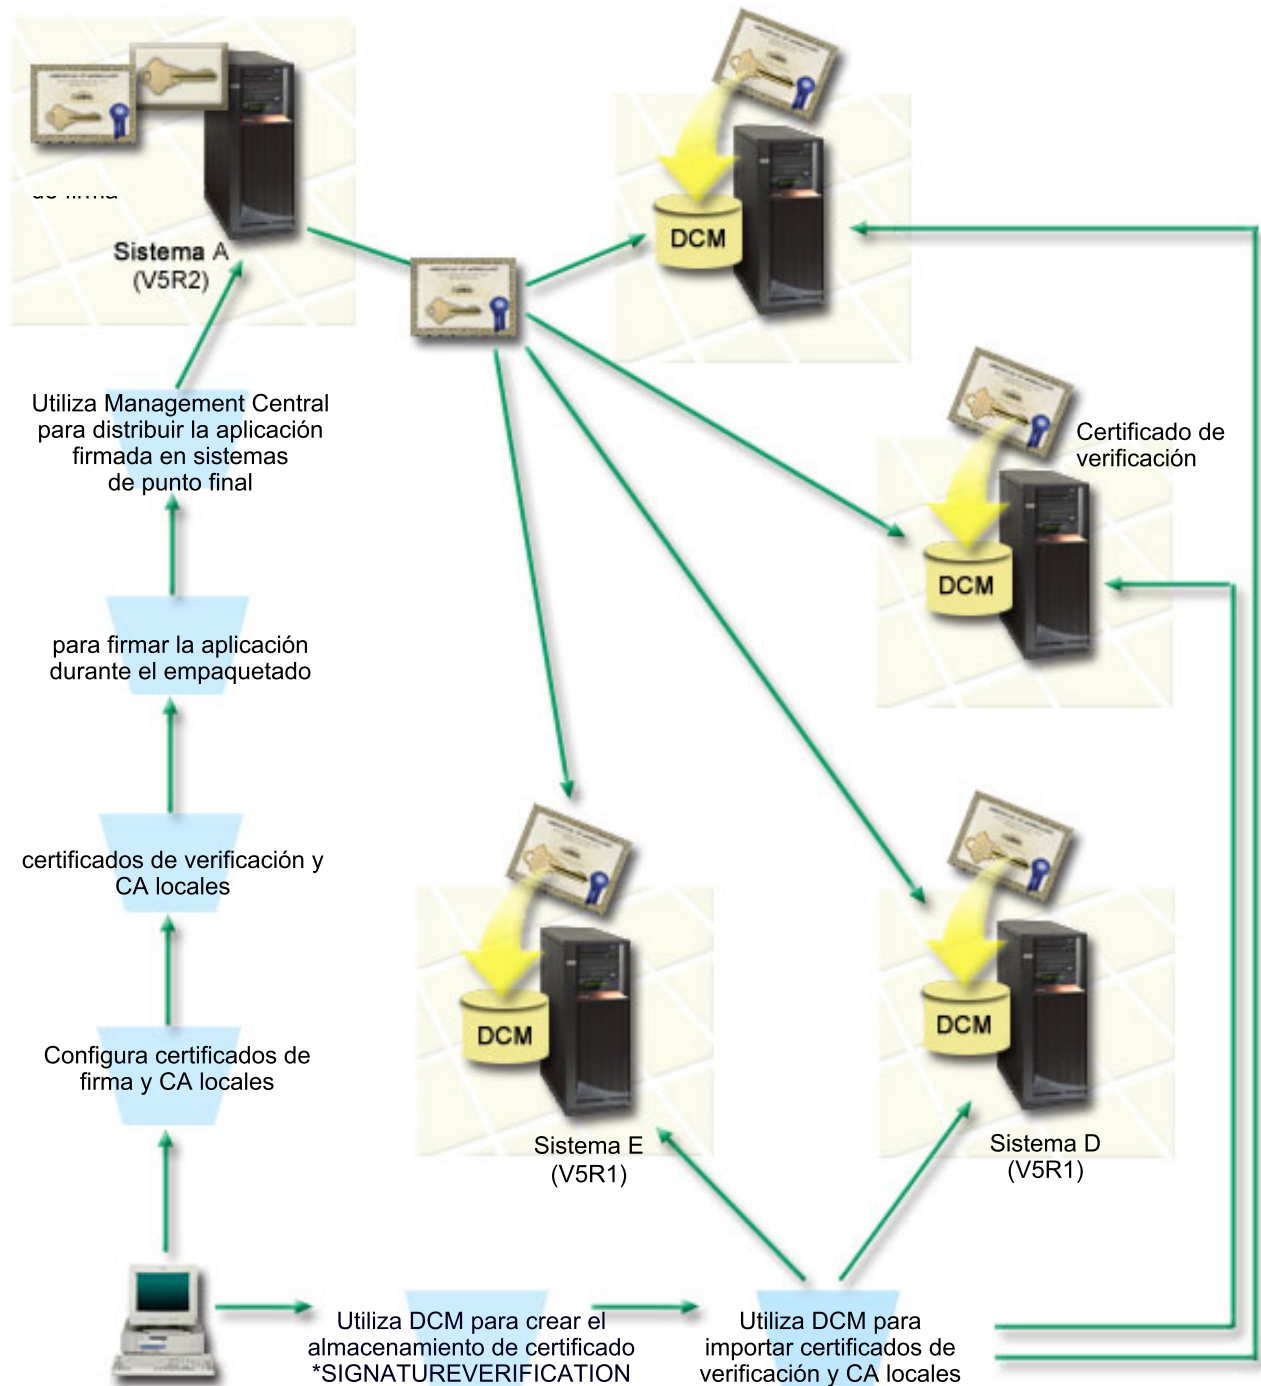 de firma
Sistema A
(V5R2)
DCM
Utiliza Management Central
para distribuir la aplicación
firmada en sistemas
de punto final
Certificado de
verificación
DCM
para firmar la aplicación
durante el empaquetado
certificados de verificación y
CA locales
DCM
DCM
Configura certificados de
firma y CA locales
Sistema E
(V5R1)
Sistema D
(V5R1)
Utiliza DCM para crear el
almacenamiento de certificado
*SIGNATUREVERIFICATION
Utiliza DCM para
importar certificados de
verificación y CA locales